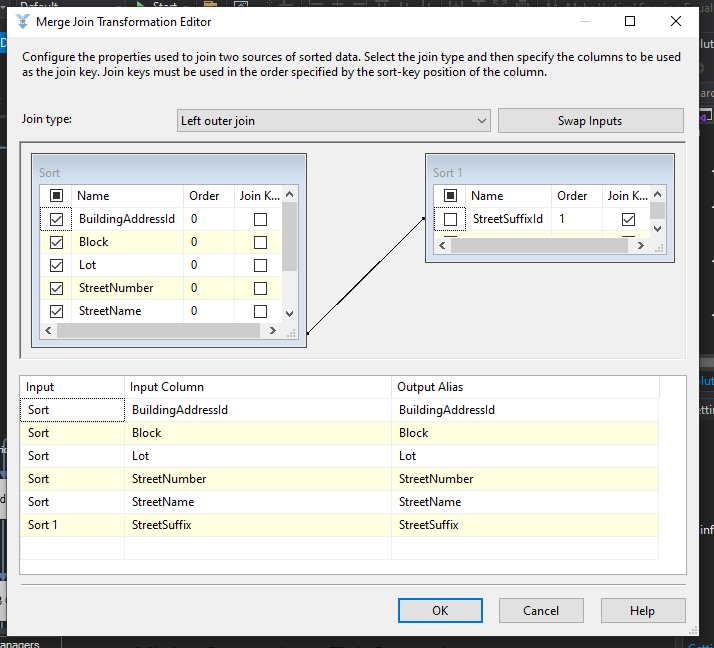 Default
Start
Merge Join Transformation Editor
Configure the properties used to join two sources of sorted data. Select the join type and then specify the columns to be used
as the join key. Join keys must be used in the order specified by the sort-key position of the column.
Join type:
Left outer join
Swap Inputs
Sort
Name Order Join K...
BuildingAddressId 0
Block 0
Lot 0
StreetNumber 0
StreetName 0
Sort 1
Name Order Join K...
StreetSuffixId 1
Input Input Column Output Alias
Sort BuildingAddressId BuildingAddressId
Sort Block Block
Sort Lot Lot
Sort StreetNumber StreetNumber
Sort StreetName StreetName
Sort 1 StreetSuffix StreetSuffix
OK
Cancel
Help